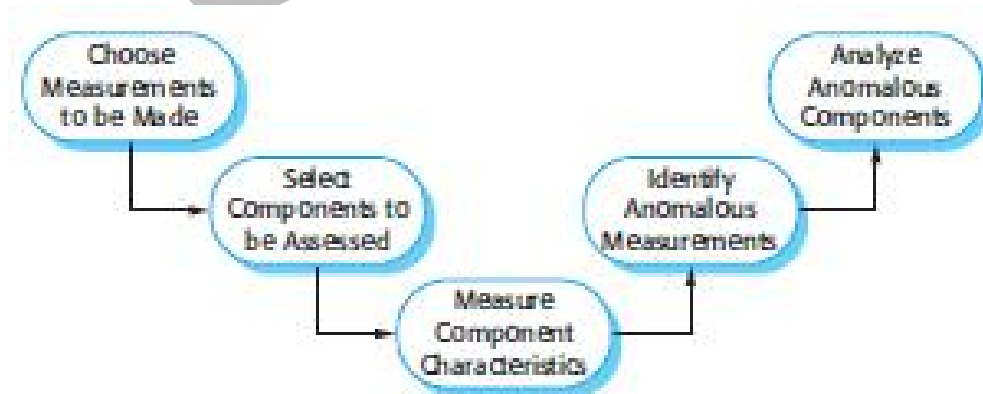 Choose
Measurements
to be Made
Select
Components to
be Assessed
Measure
Component
Characteristics
Identify
Anomalous
Measurements
Analyze
Anomalous
Components